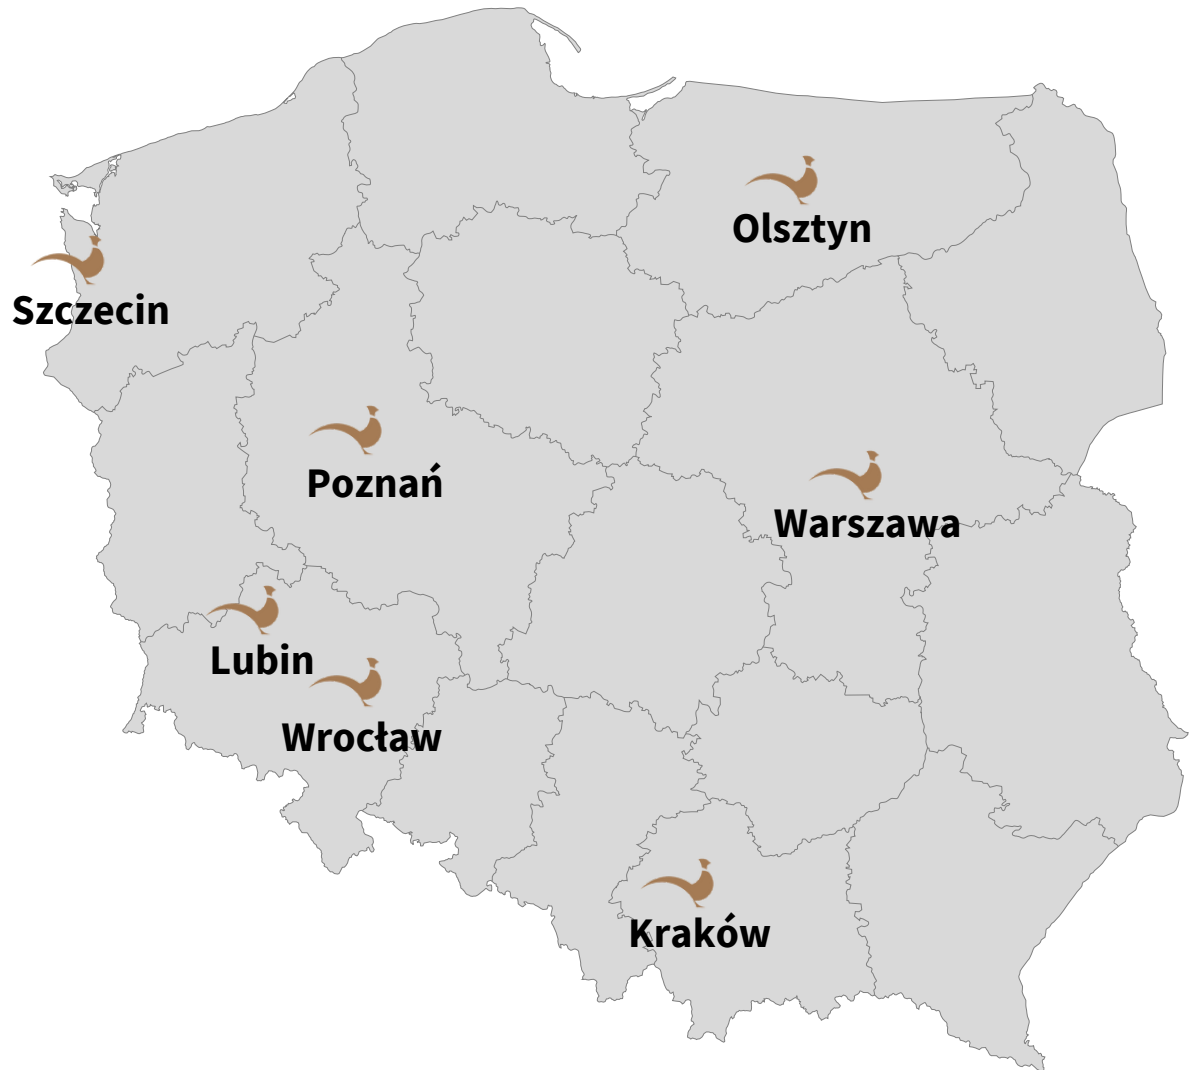 Olsztyn
Szczecin
Poznań
Warszawa
Lubin
Wrocław
Kraków